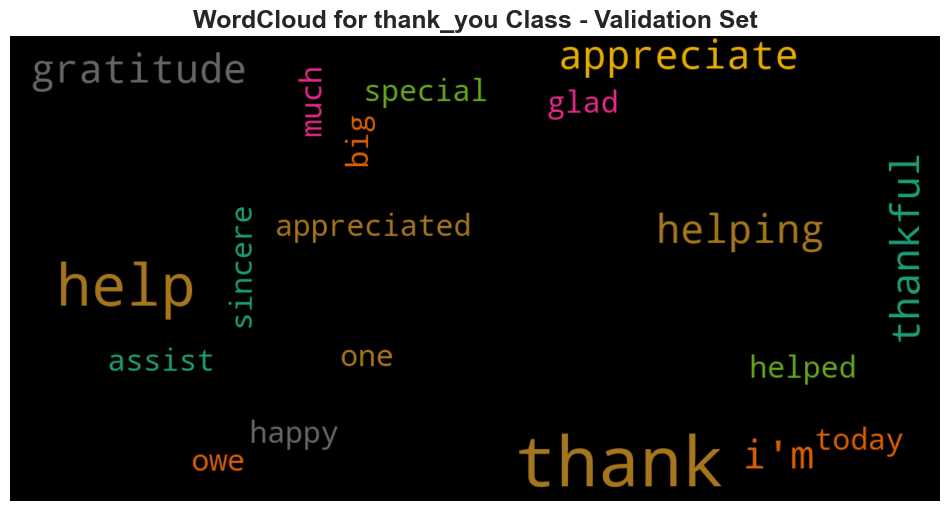 WordCloud for thank_you Class - Validation Set
gratitude
appreciate
much
special
glad
big
thankful
sincere
appreciated
helping
help
assist
one
helped
happy
owe
thank
i'm
today